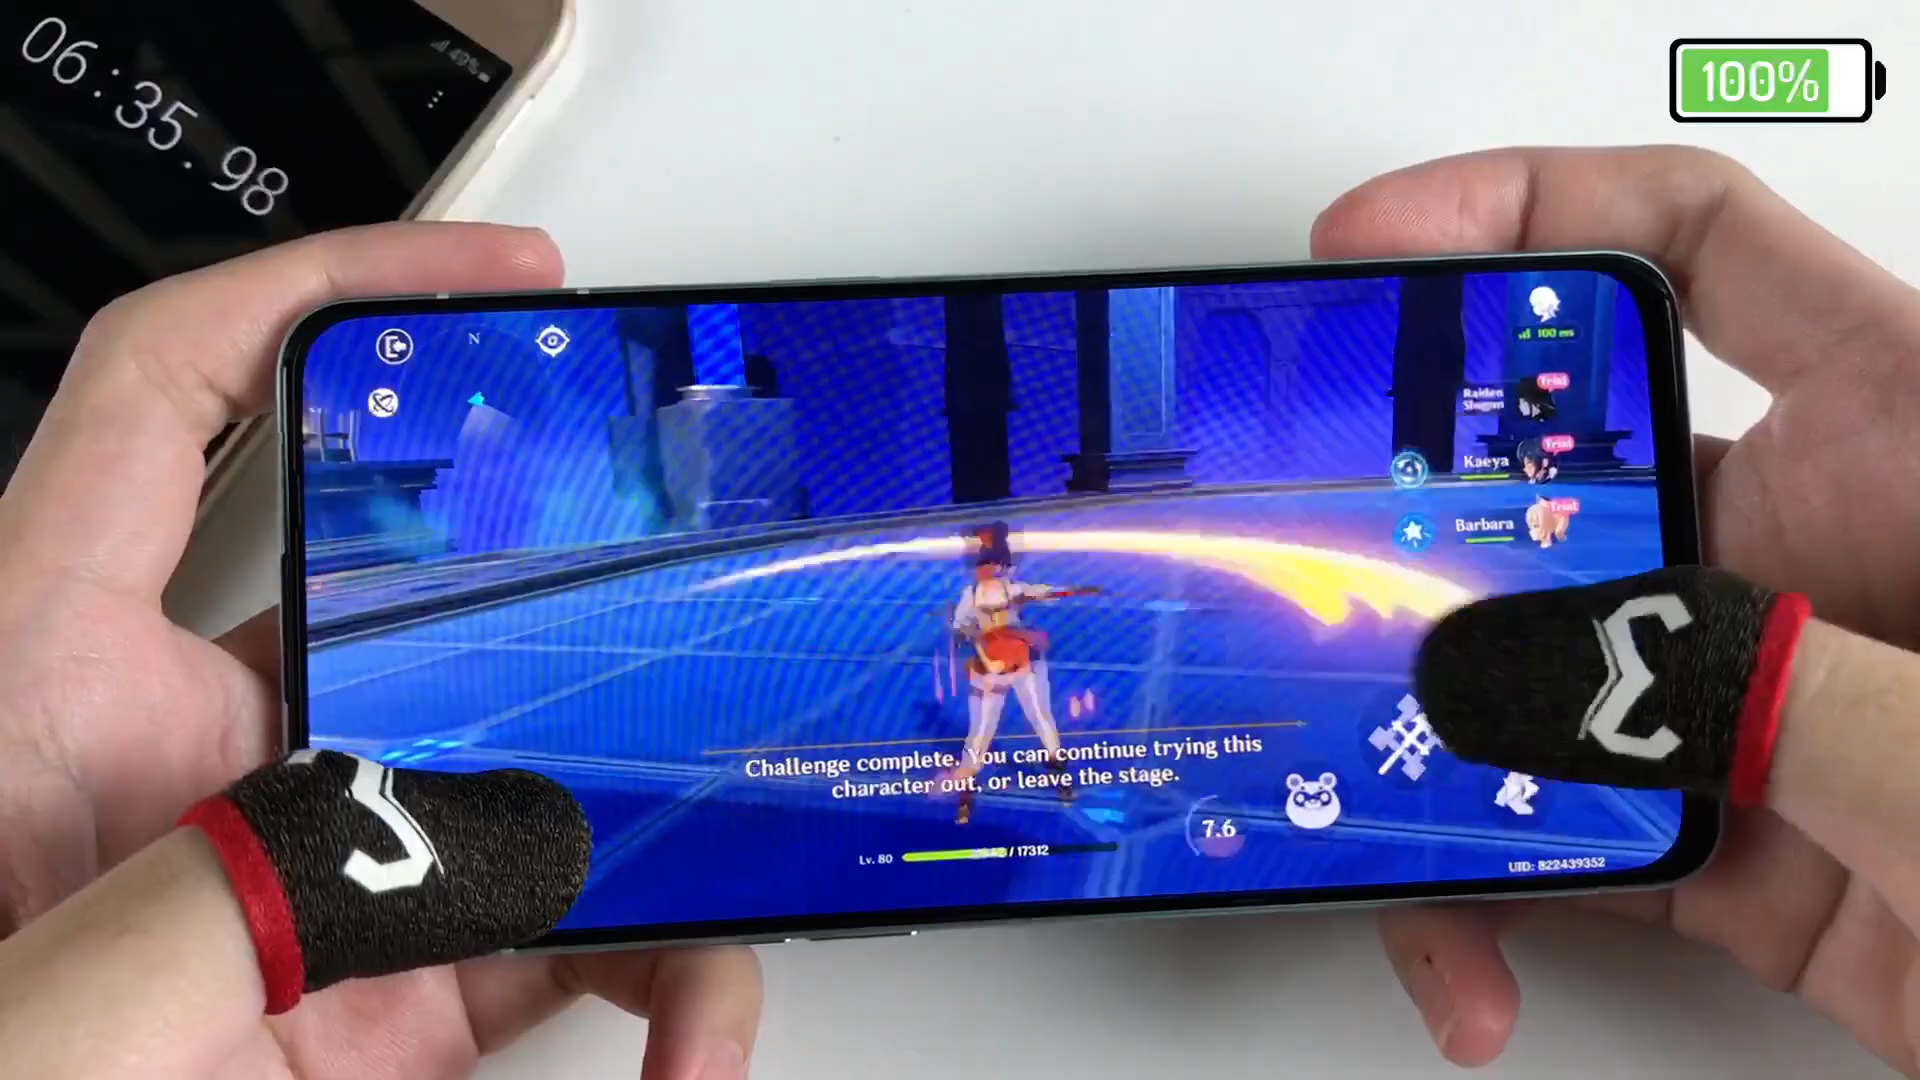 06:35.98
49%
100%
N
100 ms
Trial
Raiden
Shogun
Trial
Kaeya
Trial
Barbara
Challenge complete. You can continue trying this
character out, or leave the stage.
7.6
Lv. 80
/ 17312
UID: 822439352